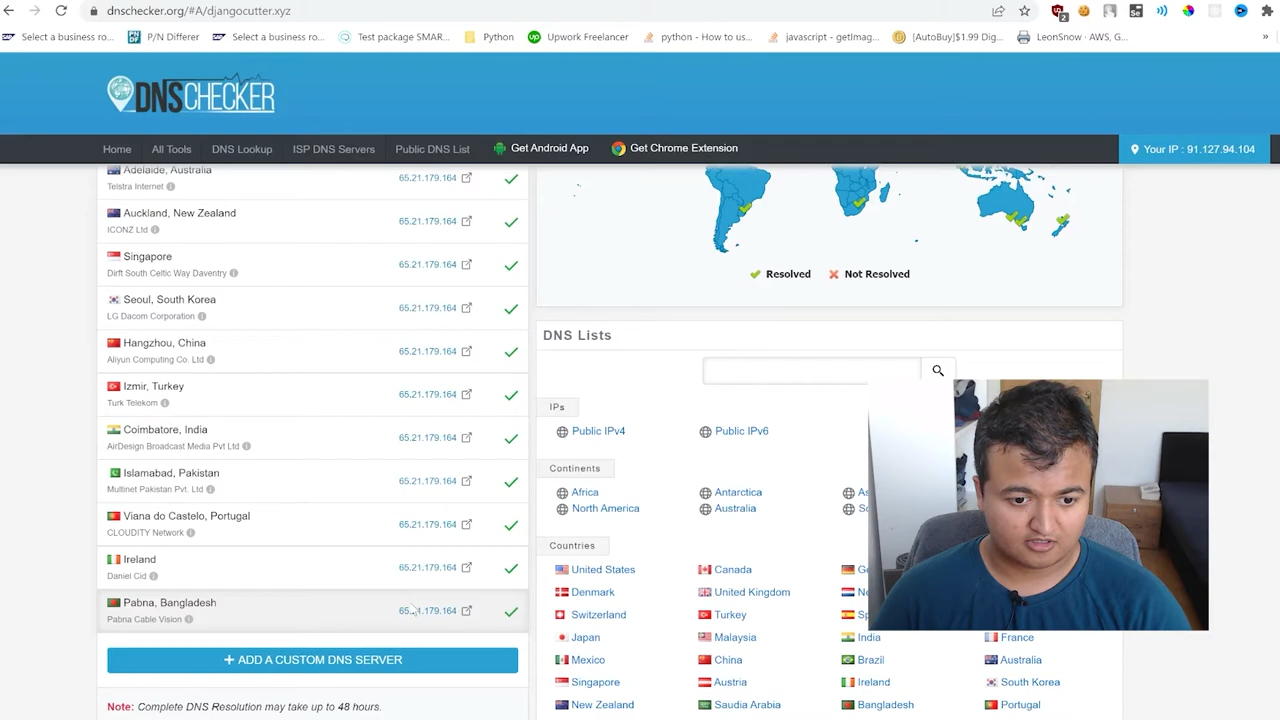 dnschecker.org/#A/djangocutter.xyz
2
Select a business ro...
P/N Differer
Select a business ro...
Test package SMAR...
Python
Upwork Freelancer
python - How to us...
javascript - getImag...
[AutoBuy]$1.99 Dig...
LeonSnow · AWS, G...
»
DNSCHECKER
Home
All Tools
DNS Lookup
ISP DNS Servers
Public DNS List
Get Android App
Get Chrome Extension
Your IP : 91.127.94.104
Adelaide, Australia
Telstra Internet
65.21.179.164
Auckland, New Zealand
ICONZ Ltd
65.21.179.164
Singapore
Dirft South Celtic Way Daventry
65.21.179.164
Seoul, South Korea
LG Dacom Corporation
65.21.179.164
Hangzhou, China
Aliyun Computing Co. Ltd
65.21.179.164
Izmir, Turkey
Turk Telekom
65.21.179.164
Coimbatore, India
AirDesign Broadcast Media Pvt Ltd
65.21.179.164
Islamabad, Pakistan
Multinet Pakistan Pvt. Ltd
65.21.179.164
Viana do Castelo, Portugal
CLOUDITY Network
65.21.179.164
Ireland
Daniel Cid
65.21.179.164
Pabna, Bangladesh
Pabna Cable Vision
65.21.179.164
+ ADD A CUSTOM DNS SERVER
Note: Complete DNS Resolution may take up to 48 hours.
Resolved
Not Resolved
DNS Lists
IPs
Public IPv4
Public IPv6
Continents
Africa
Antarctica
North America
Australia
Countries
United States
Canada
Denmark
United Kingdom
Switzerland
Turkey
Japan
Malaysia
India
France
Mexico
China
Brazil
Australia
Singapore
Austria
Ireland
South Korea
New Zealand
Saudia Arabia
Bangladesh
Portugal